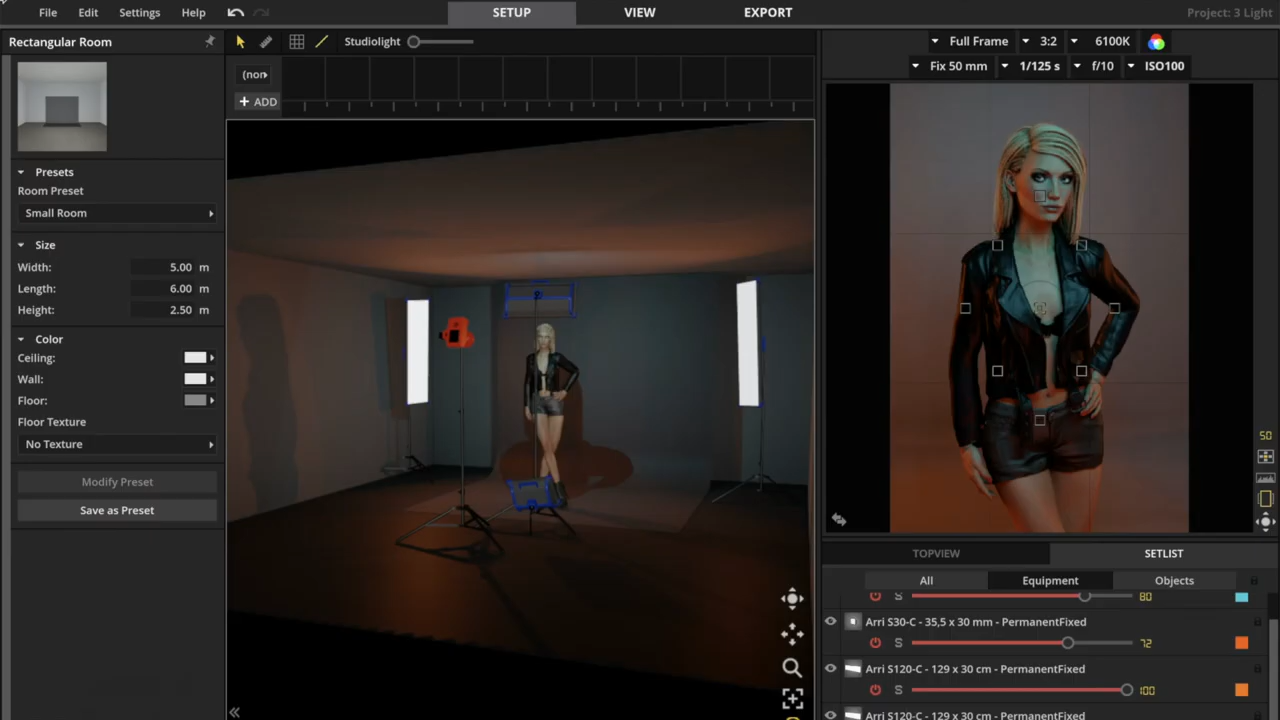 File Edit Settings Help SETUP VIEW EXPORT Project: 3 Light
Rectangular Room
Studiolight
Full Frame 3:2 6100K
Fix 50 mm 1/125 s f/10 ISO100
(non
+ ADD
Presets
Room Preset
Small Room
Size
Width: 5.00 m
Length: 6.00 m
Height: 2.50 m
Color
Ceiling:
Wall:
Floor:
Floor Texture
No Texture
Modify Preset
Save as Preset
50
TOPVIEW SETLIST
All Equipment Objects
S 80
Arri S30-C - 35,5 x 30 mm - PermanentFixed
S 72
Arri S120-C - 129 x 30 cm - PermanentFixed
S 100
Arri S120-C - 129 x 30 cm - PermanentFixed